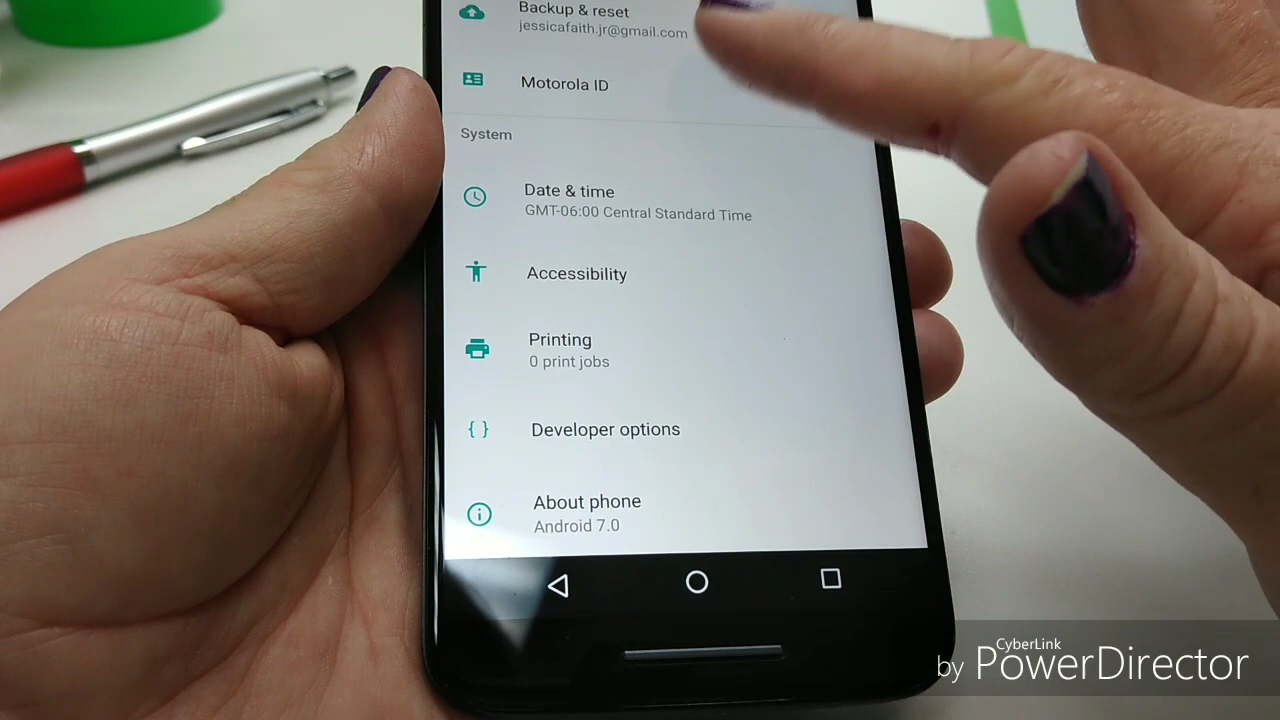 Backup & reset
jessicafaith.jr@gmail.com
Motorola ID
System
Date & time
GMT-06:00 Central Standard Time
Accessibility
Printing
0 print jobs
Developer options
About phone
Android 7.0
CyberLink
by PowerDirector